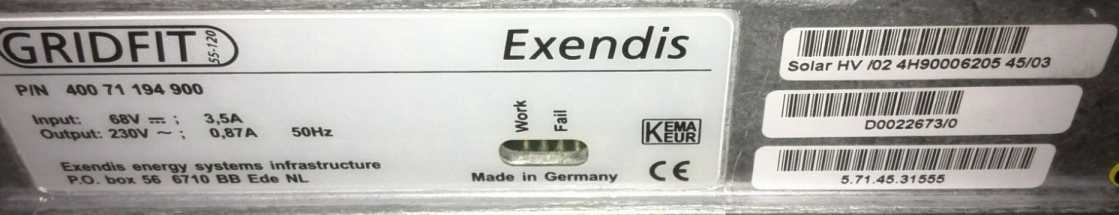 GRIDFIT 55-120
Exendis
P/N 400 71 194 900
Input: 68V ⎓ ; 3,5A
Output: 230V ~ ; 0,87A 50Hz
Exendis energy systems infrastructure
P.O. box 56 6710 BB Ede NL
Work
Fail
Made in Germany
KEMA
KEUR
CE
Solar HV /02 4H90006205 45/03
D0022673/0
5.71.45.31555